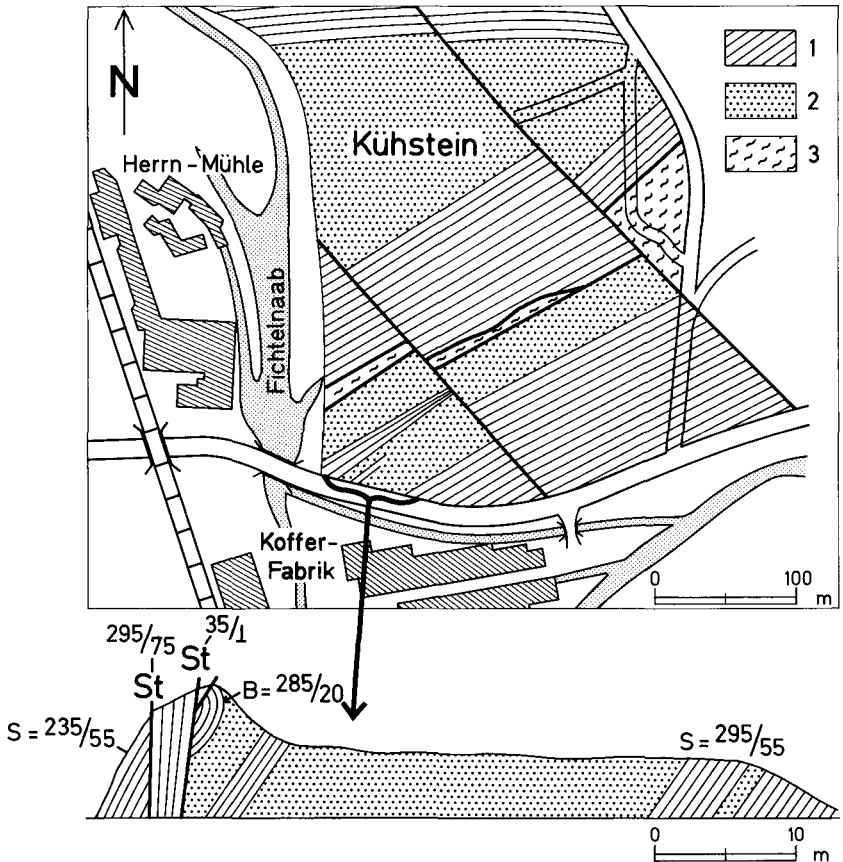 N
1
2
3
Kühstein
Herrn-Mühle
Fichtelnaab
Koffer-
Fabrik
0 100
m
295/75
St
35/⊥
St
B = 285/20
S = 235/55
S = 295/55
0 10
m